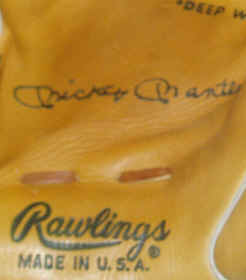 "DEEP W
Mickey Mantle
Rawlings®
MADE IN U.S.A.